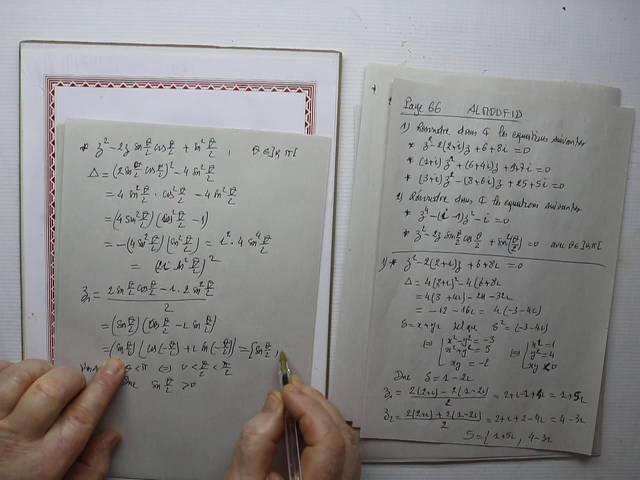 * z² - 2z sin θ/2 cos θ/2 + sin² θ/2 , θ ∈ ]0, π[
Δ = (2 sin θ/2 cos θ/2)² - 4 sin² θ/2
= 4 sin² θ/2 · cos² θ/2 - 4 sin² θ/2
= (4 sin² θ/2)(cos² θ/2 - 1)
= -(4 sin² θ/2)(sin² θ/2) = i² · 4 sin⁴ θ/2
= (2i sin² θ/2)²
z₁ = (2 sin θ/2 cos θ/2 - i · 2 sin² θ/2) / 2
= (sin θ/2)(cos θ/2 - i sin θ/2)
= (sin θ/2)(cos(-θ/2) + i sin(-θ/2)) = [sin θ/2 ,
< π ⇔ 0 < θ/2 < π/2
Donc sin θ/2 > 0
Page 66 ALMOUFID
1) Résoudre dans ℂ les équations suivantes
* z² - 2(2+i)z + 6 + 8i = 0
* (1+i)z² + (6+4i)z + 9+7i = 0
* (3+i)z² - (8+6i)z + 25 + 5i = 0
2) Résoudre dans ℂ les équations suivantes
* z⁴ - (i-1)z² - i = 0
* z² - 2z sin θ/2 cos θ/2 + sin²(θ/2) = 0 avec θ ∈ ]0, π[
1) * z² - 2(2+i)z + 6 + 8i = 0
Δ = 4(2+i)² - 4(6+8i
= 4(3+4i) - 24 - 32i
= -12 - 16i = 4(-3-4i)
δ = x+yi tel que δ² = (-3-4i)
⇔ { x² - y² = -3
x² + y² = 5
xy = -2
⇔ { x² = 1
y² = 4
xy < 0
Donc δ = 1 - 2i
z₁ = (2(2+i) - 2(1-2i)) / 2 = 2+i-1+2i = 1+3i
z₂ = (2(2+i) + 2(1-2i)) / 2 = 2+i+1-2i = 3-i
S = {